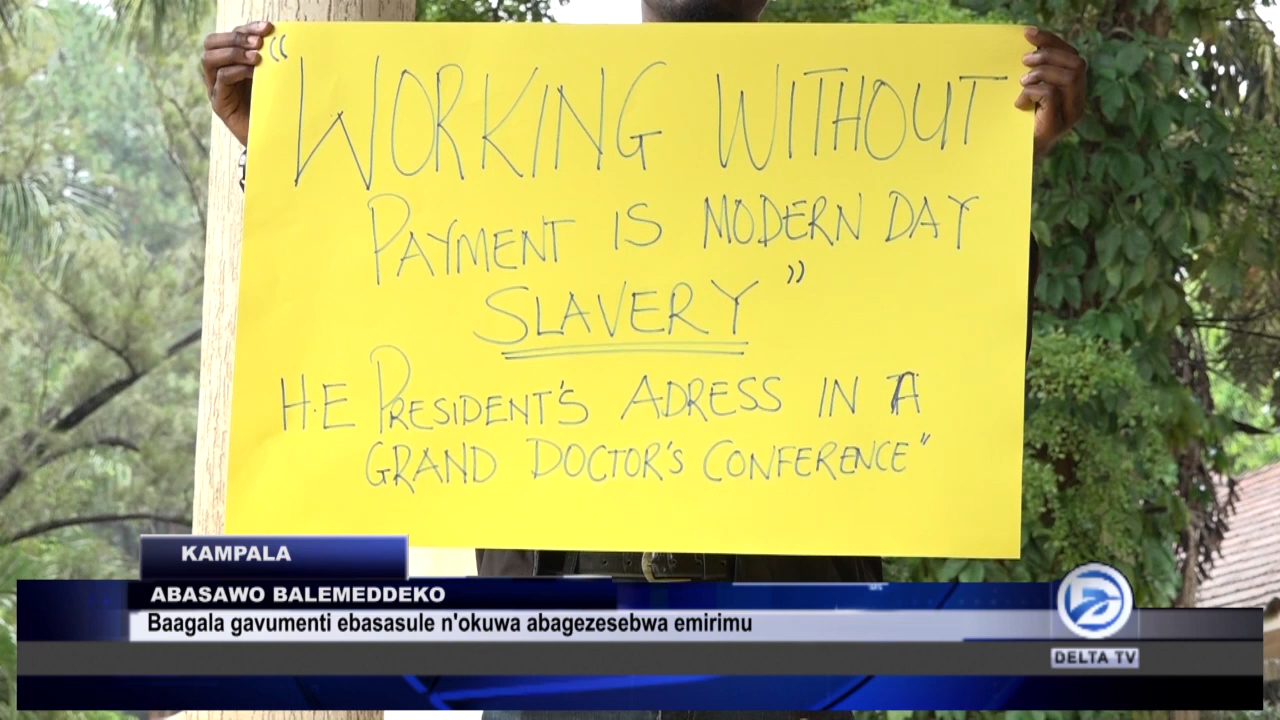 “WORKING WITHOUT
PAYMENT IS MODERN DAY
SLAVERY”
H.E PRESIDENT'S ADRESS IN A
GRAND DOCTOR'S CONFERENCE"
KAMPALA
ABASAWO BALEMEDDEKO
Baagala gavumenti ebasasule n'okuwa abagezesebwa emirimu
DELTA TV